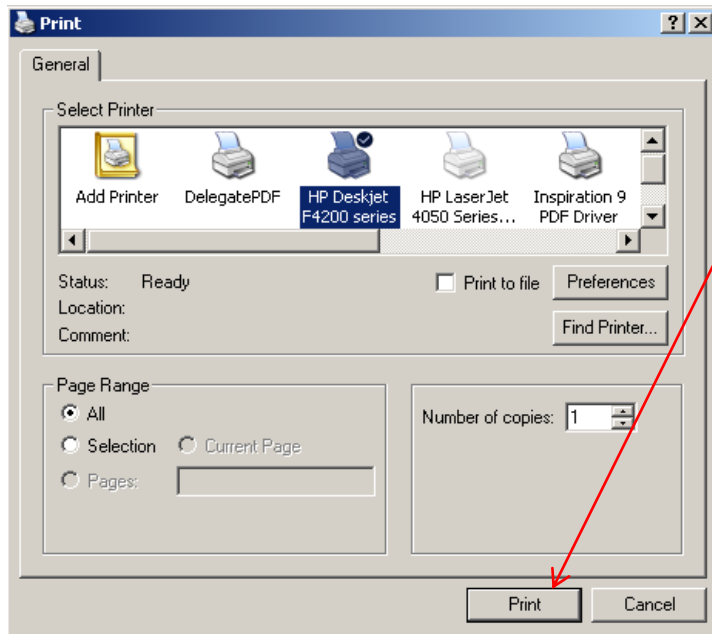 Print
General
Select Printer
Add Printer DelegatePDF HP Deskjet F4200 series HP LaserJet 4050 Series... Inspiration 9 PDF Driver
Status: Ready
Print to file Preferences
Location:
Find Printer...
Comment:
Page Range
All
Number of copies: 1
Selection Current Page
Pages:
Print Cancel